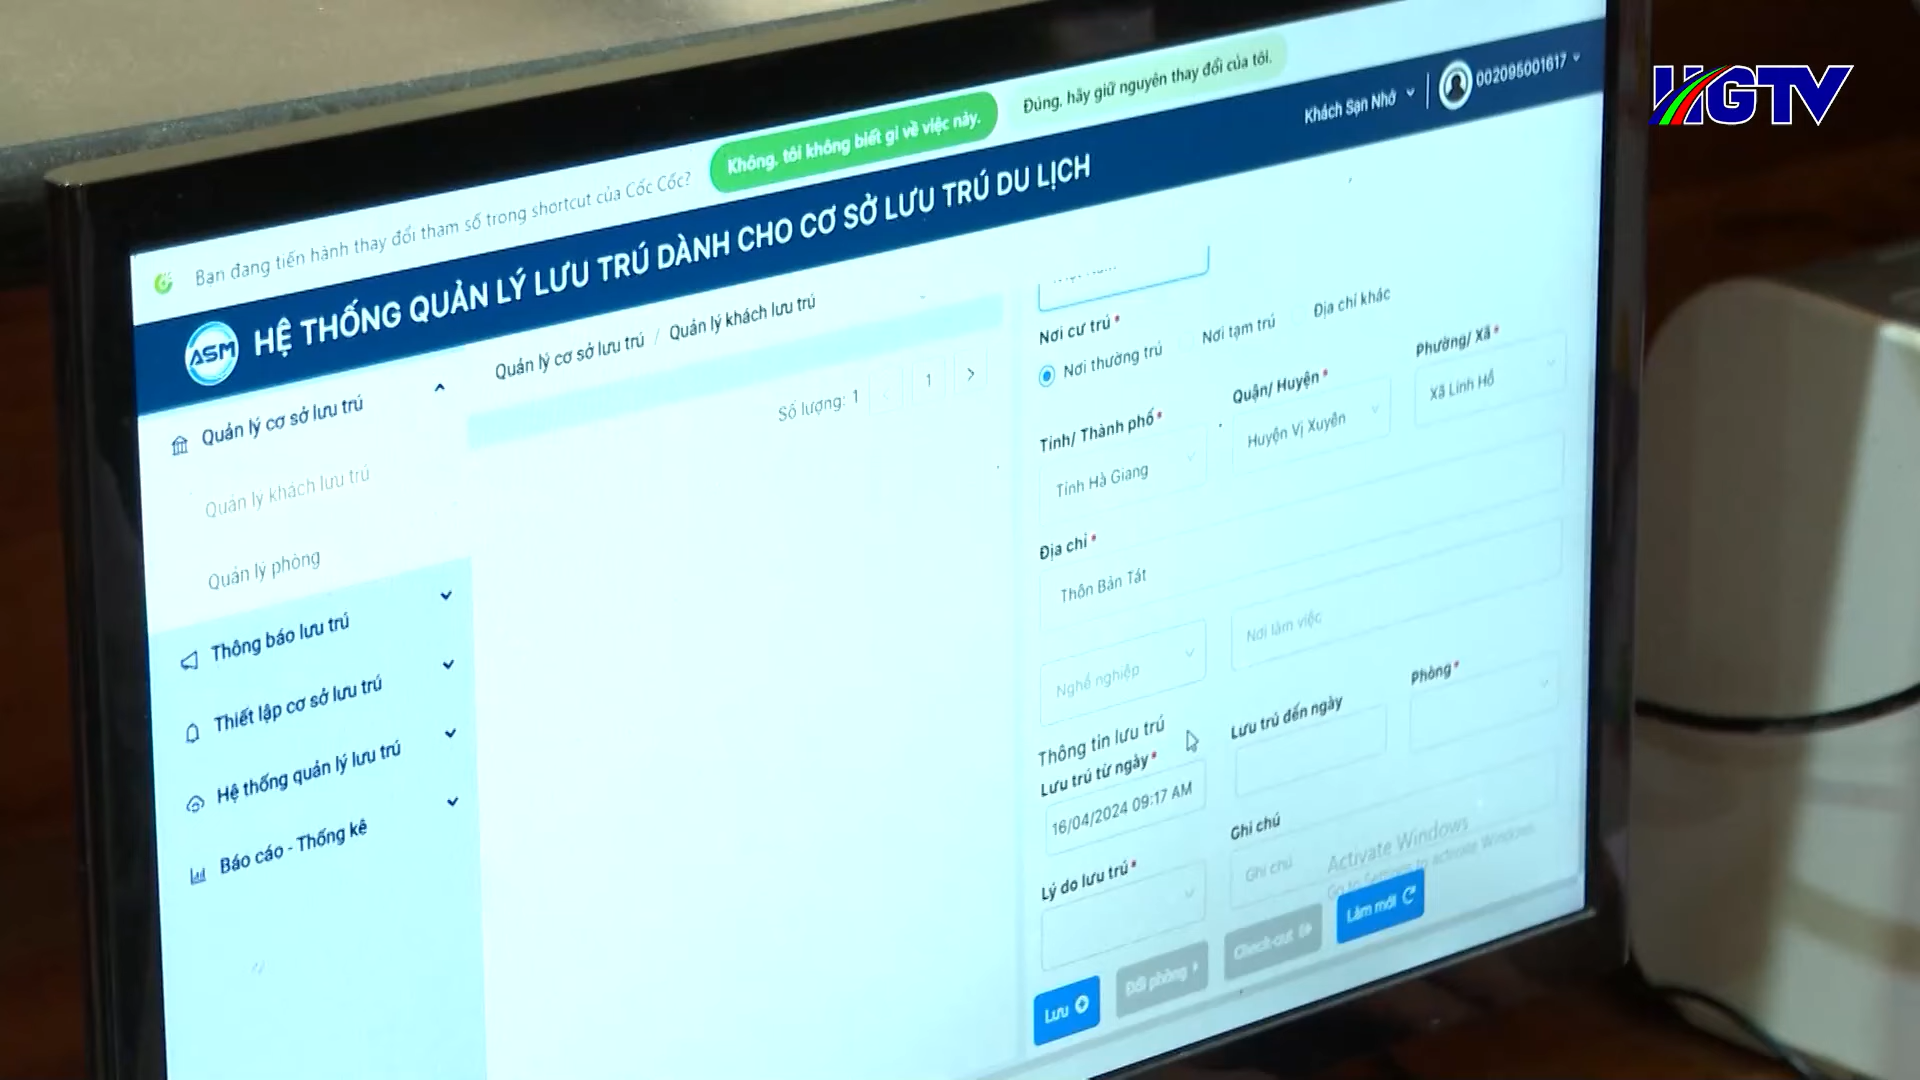 HGTV
Bạn đang tiến hành thay đổi tham số trong shortcut của Cốc Cốc?
Không, tôi không biết gì về việc này.
Đúng, hãy giữ nguyên thay đổi của tôi.
ASM
HỆ THỐNG QUẢN LÝ LƯU TRÚ DÀNH CHO CƠ SỞ LƯU TRÚ DU LỊCH
Khách Sạn Nhớ
002095001617
Quản lý cơ sở lưu trú
Quản lý khách lưu trú
Quản lý phòng
Thông báo lưu trú
Thiết lập cơ sở lưu trú
Hệ thống quản lý lưu trú
Báo cáo - Thống kê
Quản lý cơ sở lưu trú / Quản lý khách lưu trú
Số lượng: 1
1
Nơi cư trú *
Nơi thường trú
Nơi tạm trú
Địa chỉ khác
Tỉnh/ Thành phố *
Quận/ Huyện *
Phường/ Xã *
Tỉnh Hà Giang
Huyện Vị Xuyên
Xã Linh Hồ
Địa chỉ *
Thôn Bản Tát
Nghề nghiệp
Nơi làm việc
Thông tin lưu trú
Lưu trú từ ngày *
Lưu trú đến ngày
Phòng *
16/04/2024 09:17 AM
Lý do lưu trú *
Ghi chú
Ghi chú
Activate Windows
Go to Settings to activate Windows.
Lưu
Đổi phòng
Check-out
Làm mới